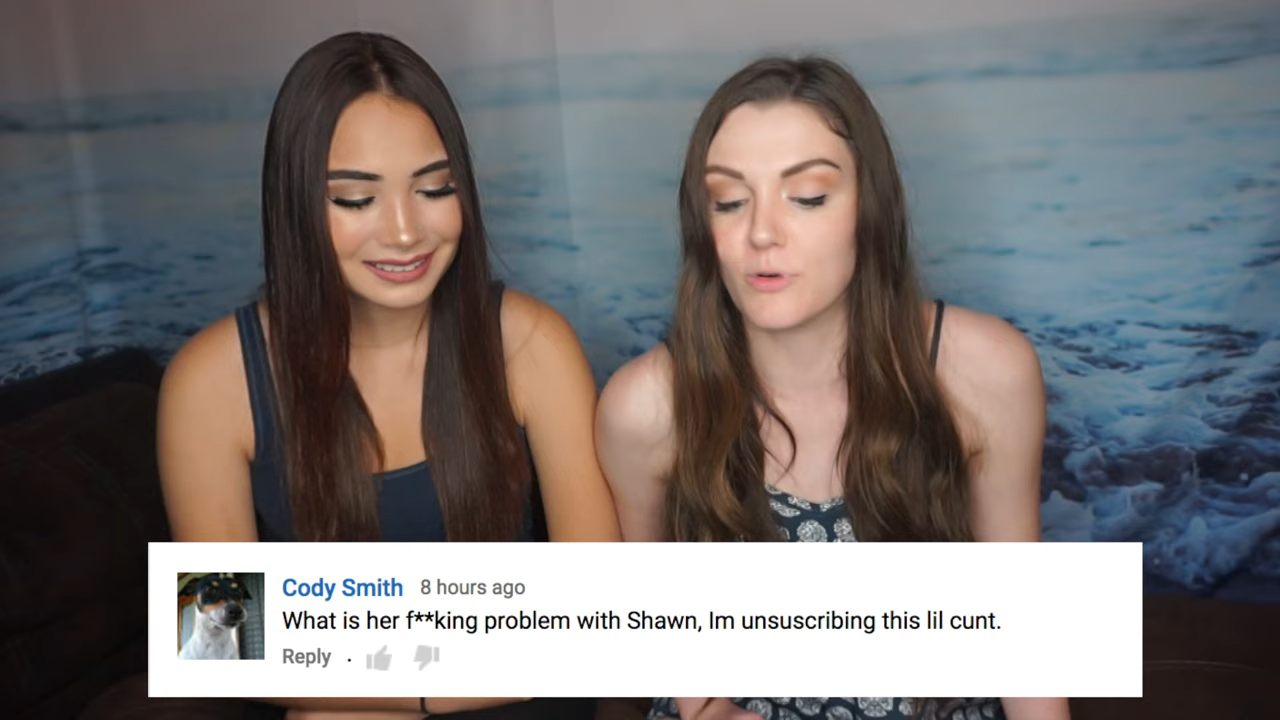 Cody Smith 8 hours ago
What is her f**king problem with Shawn, Im unsuscribing this lil cunt.
Reply .